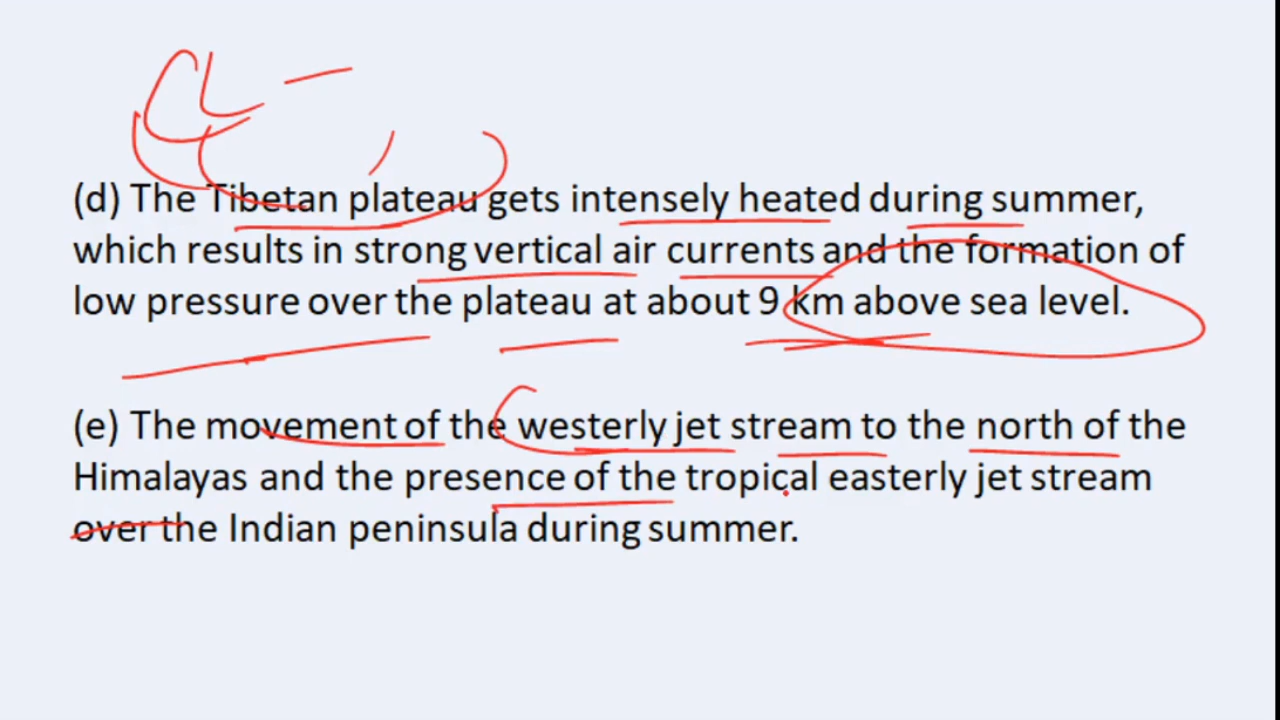 (d) The Tibetan plateau gets intensely heated during summer,
which results in strong vertical air currents and the formation of
low pressure over the plateau at about 9 km above sea level.
(e) The movement of the westerly jet stream to the north of the
Himalayas and the presence of the tropical easterly jet stream
over the Indian peninsula during summer.